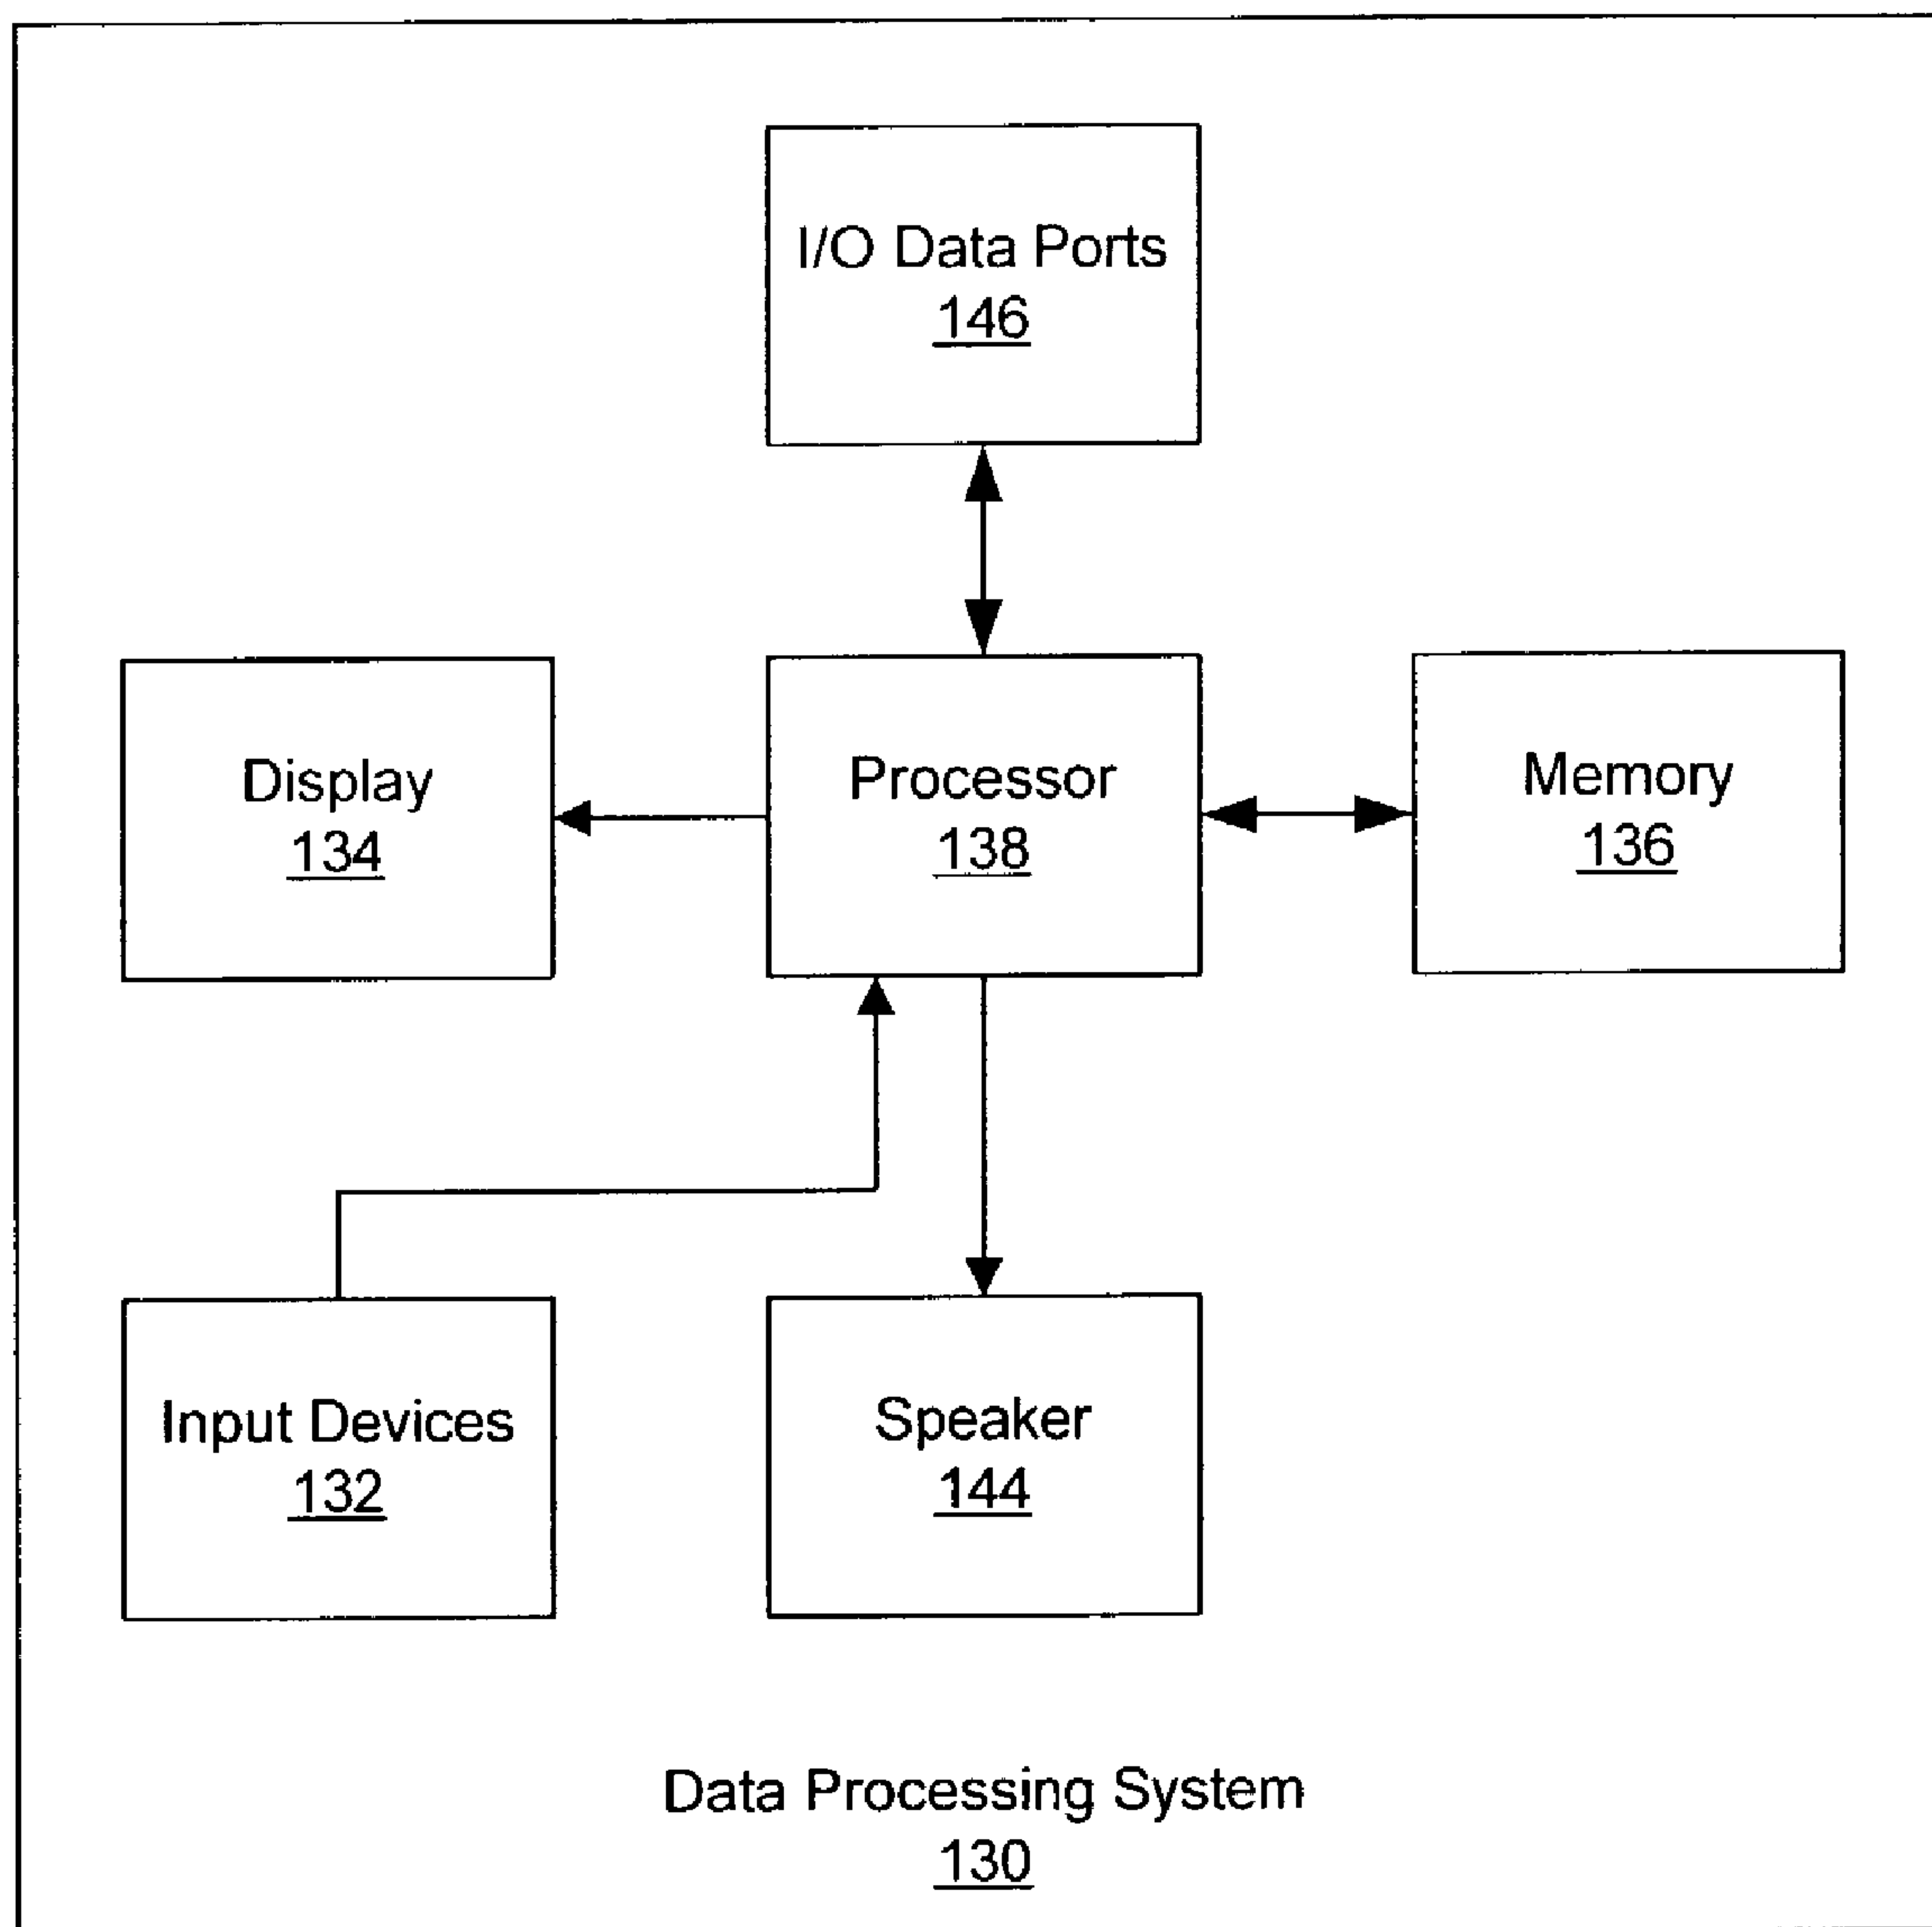 I/O Data Ports
146
Display
134
Processor
138
Memory
136
Input Devices
132
Speaker
144
Data Processing System
130